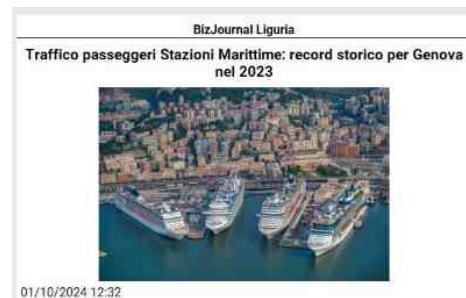 BizJournal Liguria
Traffico passeggeri Stazioni Marittime: record storico per Genova
nel 2023
01/10/2024 12:32